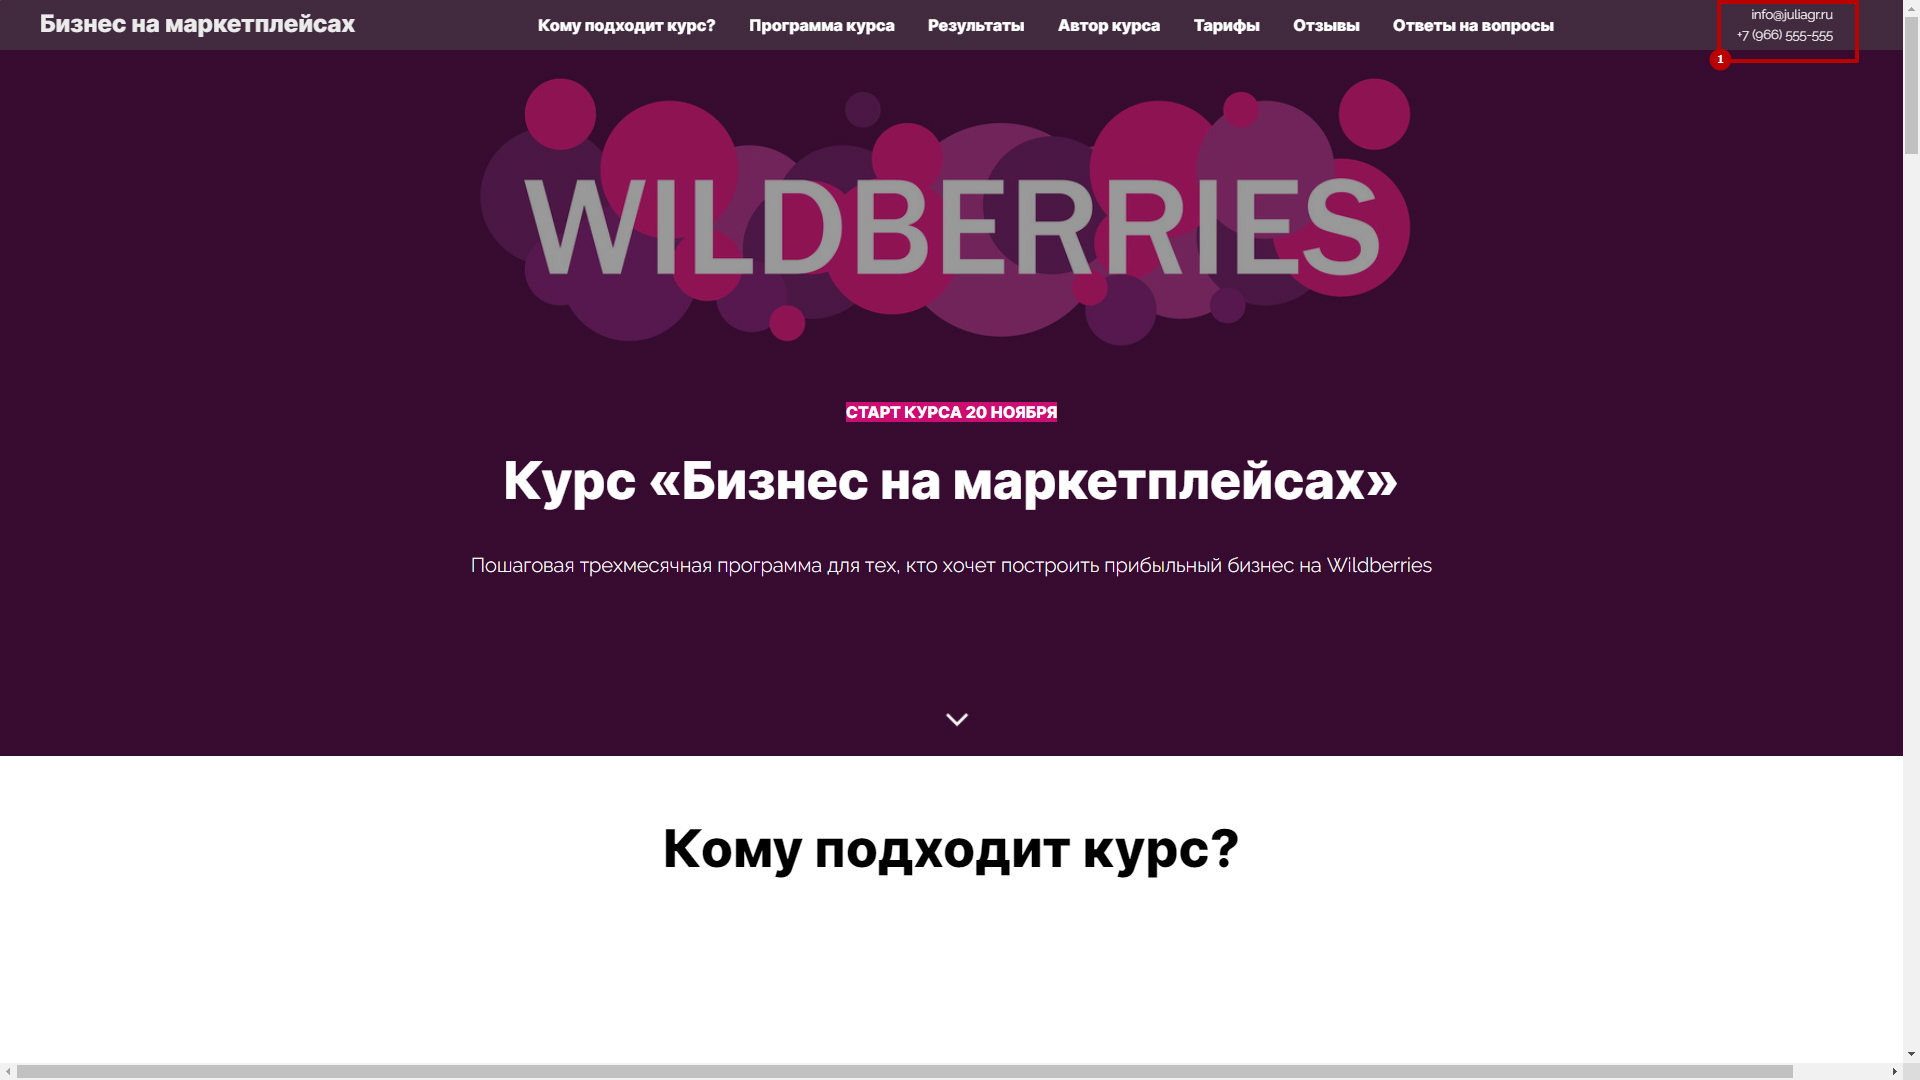 Бизнес на маркетплейсах
Кому подходит курс? Программа курса Результаты Автор курса Тарифы Отзывы Ответы на вопросы
info@juliagr.ru
+7 (966) 555-555
1
WILDBERRIES
СТАРТ КУРСА 20 НОЯБРЯ
Курс «Бизнес на маркетплейсах»
Пошаговая трехмесячная программа для тех, кто хочет построить прибыльный бизнес на Wildberries
Кому подходит курс?